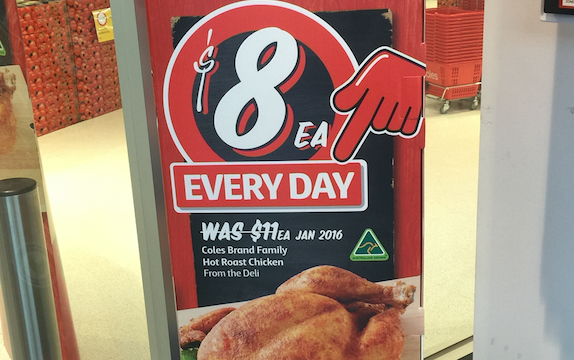 $8 EA
EVERY DAY
WAS $11EA JAN 2016
Coles Brand Family
Hot Roast Chicken
From the Deli